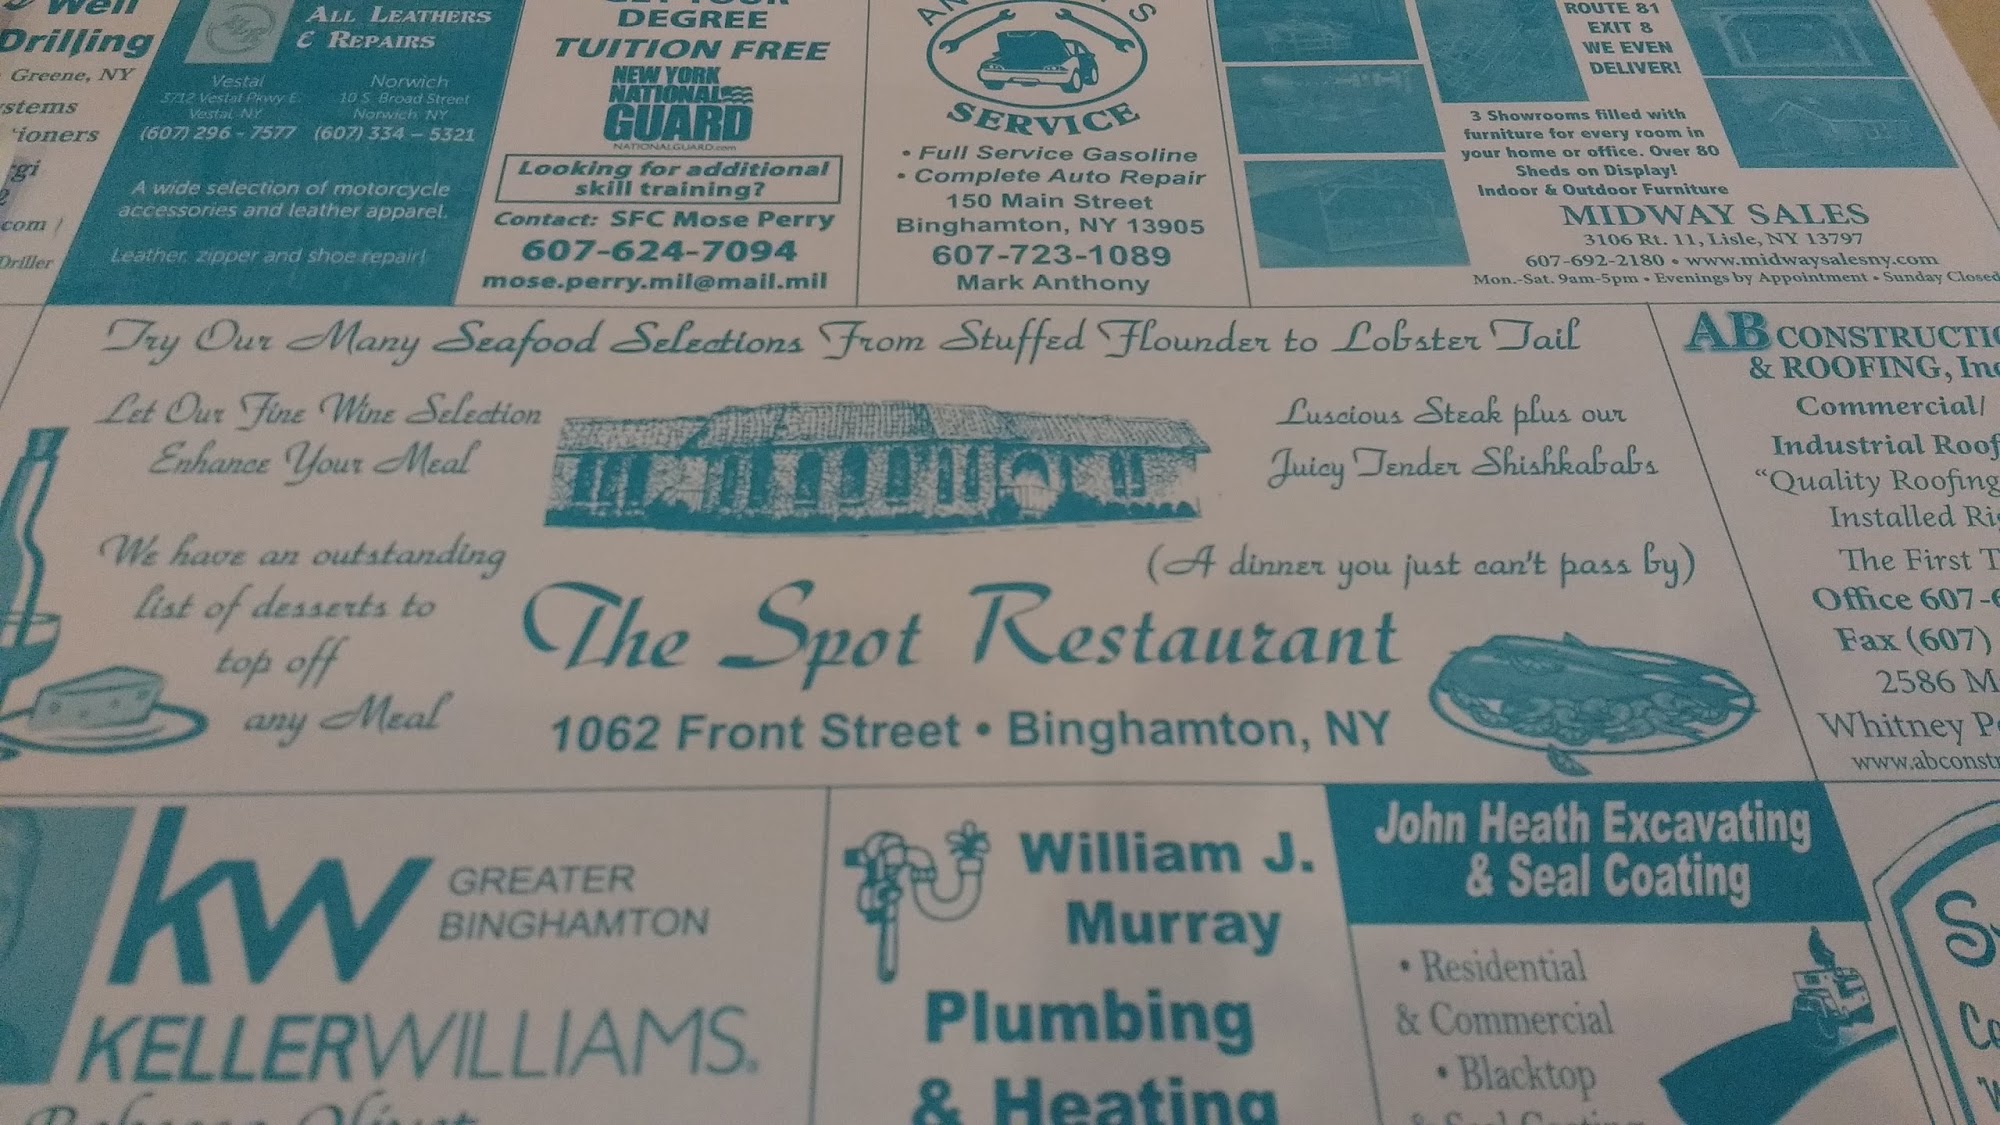 Well
Drilling
Greene, NY
ALL LEATHERS
& REPAIRS
Vestal
3712 Vestal Pkwy E.
Vestal, NY
(607) 296 - 7577
Norwich
10 S. Broad Street
Norwich, NY
(607) 334 – 5321
A wide selection of motorcycle
accessories and leather apparel.
Leather, zipper and shoe repair!
DEGREE
TUITION FREE
NEW YORK
NATIONAL
GUARD
NATIONALGUARD.com
Looking for additional
skill training?
Contact: SFC Mose Perry
607-624-7094
mose.perry.mil@mail.mil
SERVICE
• Full Service Gasoline
• Complete Auto Repair
150 Main Street
Binghamton, NY 13905
607-723-1089
Mark Anthony
ROUTE 81
EXIT 8
WE EVEN
DELIVER!
3 Showrooms filled with
furniture for every room in
your home or office. Over 80
Sheds on Display!
Indoor & Outdoor Furniture
MIDWAY SALES
3106 Rt. 11, Lisle, NY 13797
607-692-2180 • www.midwaysalesny.com
Mon.-Sat. 9am-5pm • Evenings by Appointment • Sunday Closed
Try Our Many Seafood Selections From Stuffed Flounder to Lobster Tail
Let Our Fine Wine Selection
Enhance Your Meal
Luscious Steak plus our
Juicy Tender Shishkababs
We have an outstanding
list of desserts to
top off
any Meal
(A dinner you just can't pass by)
The Spot Restaurant
1062 Front Street • Binghamton, NY
AB CONSTRUCTIO
& ROOFING, Inc
Commercial/
Industrial Roof
"Quality Roofing
Installed Ri
The First T
Office 607-6
Fax (607)
2586 M
Whitney P
www.abconstr
kw
GREATER
BINGHAMTON
KELLERWILLIAMS.
William J.
Murray
Plumbing
& Heating
John Heath Excavating
& Seal Coating
• Residential
& Commercial
• Blacktop
& Seal Coating